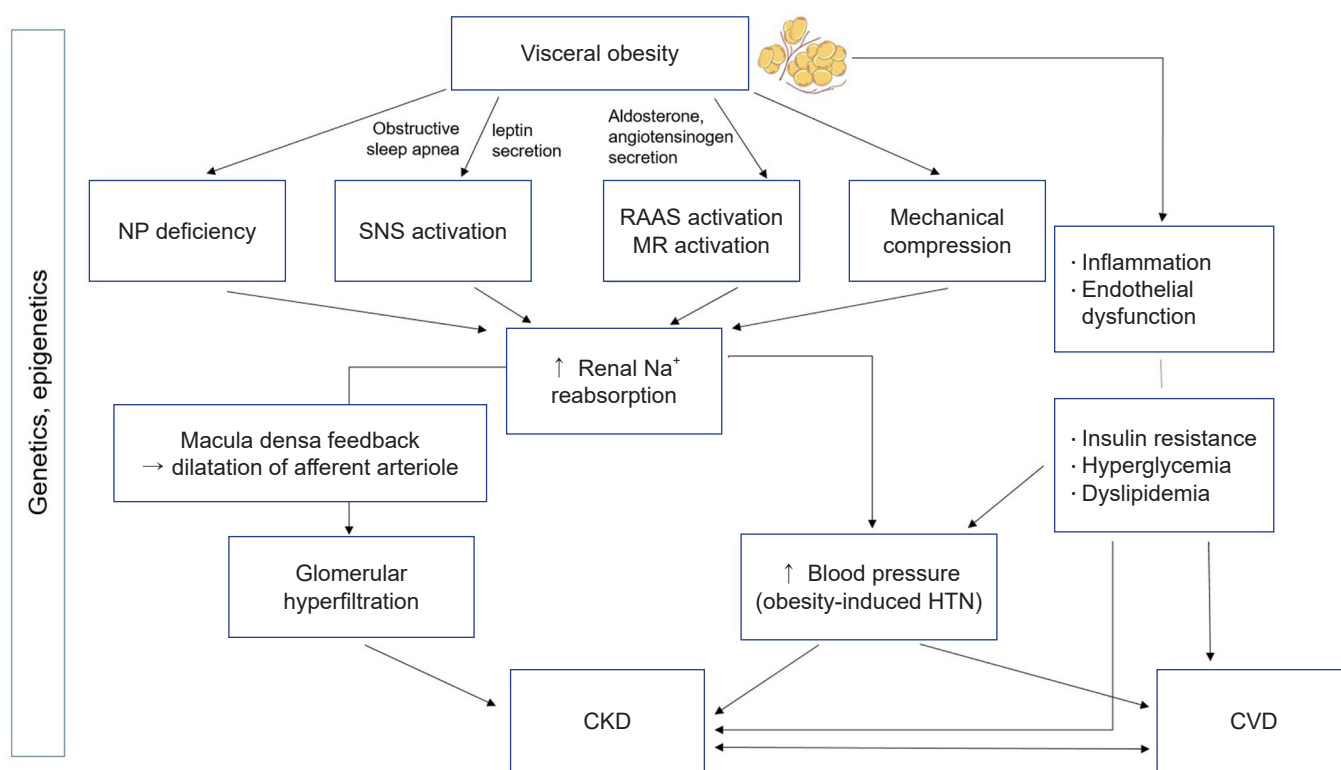 Genetics, epigenetics
Visceral obesity
Obstructive
sleep apnea
leptin
secretion
Aldosterone,
angiotensinogen
secretion
NP deficiency
SNS activation
RAAS activation
MR activation
Mechanical
compression
· Inflammation
· Endothelial
dysfunction
↑ Renal Na⁺
reabsorption
Macula densa feedback
→ dilatation of afferent arteriole
· Insulin resistance
· Hyperglycemia
· Dyslipidemia
Glomerular
hyperfiltration
↑ Blood pressure
(obesity-induced HTN)
CKD
CVD